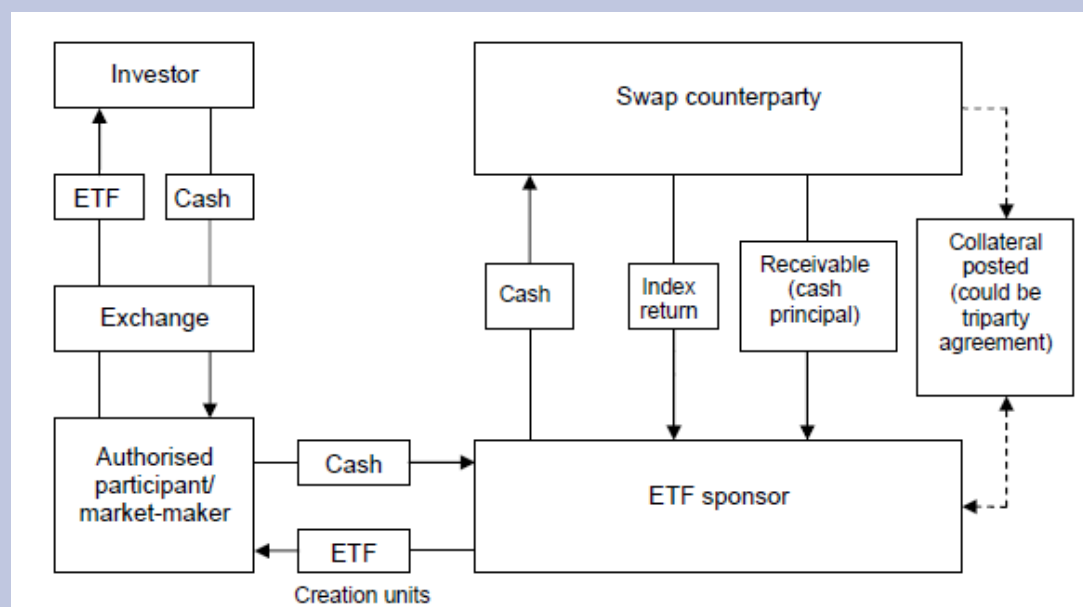 Investor
Swap counterparty
ETF
Cash
Exchange
Cash
Index
return
Receivable
(cash
principal)
Collateral
posted
(could be
triparty
agreement)
Authorised
participant/
market-maker
Cash
ETF
Creation units
ETF sponsor